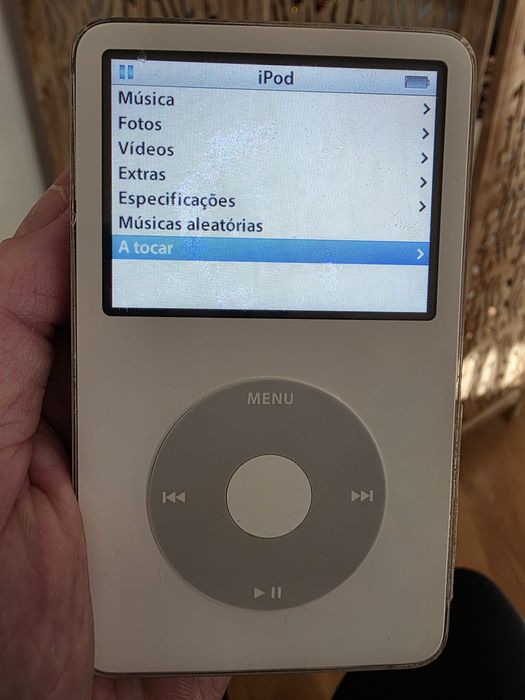 iPod
Música
Fotos
Vídeos
Extras
Especificações
Músicas aleatórias
A tocar
MENU